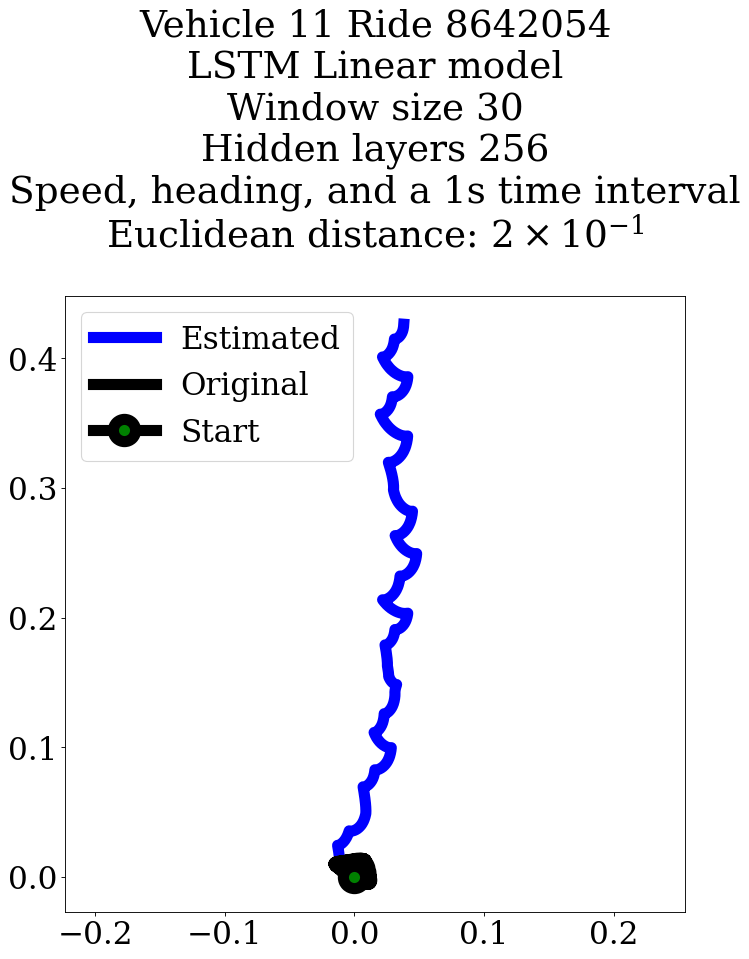 Vehicle 11 Ride 8642054
LSTM Linear model
Window size 30
Hidden layers 256
Speed, heading, and a 1s time interval
Euclidean distance: 2 × 10⁻¹
Estimated
Original
Start
0.4
0.3
0.2
0.1
0.0
−0.2 −0.1 0.0 0.1 0.2